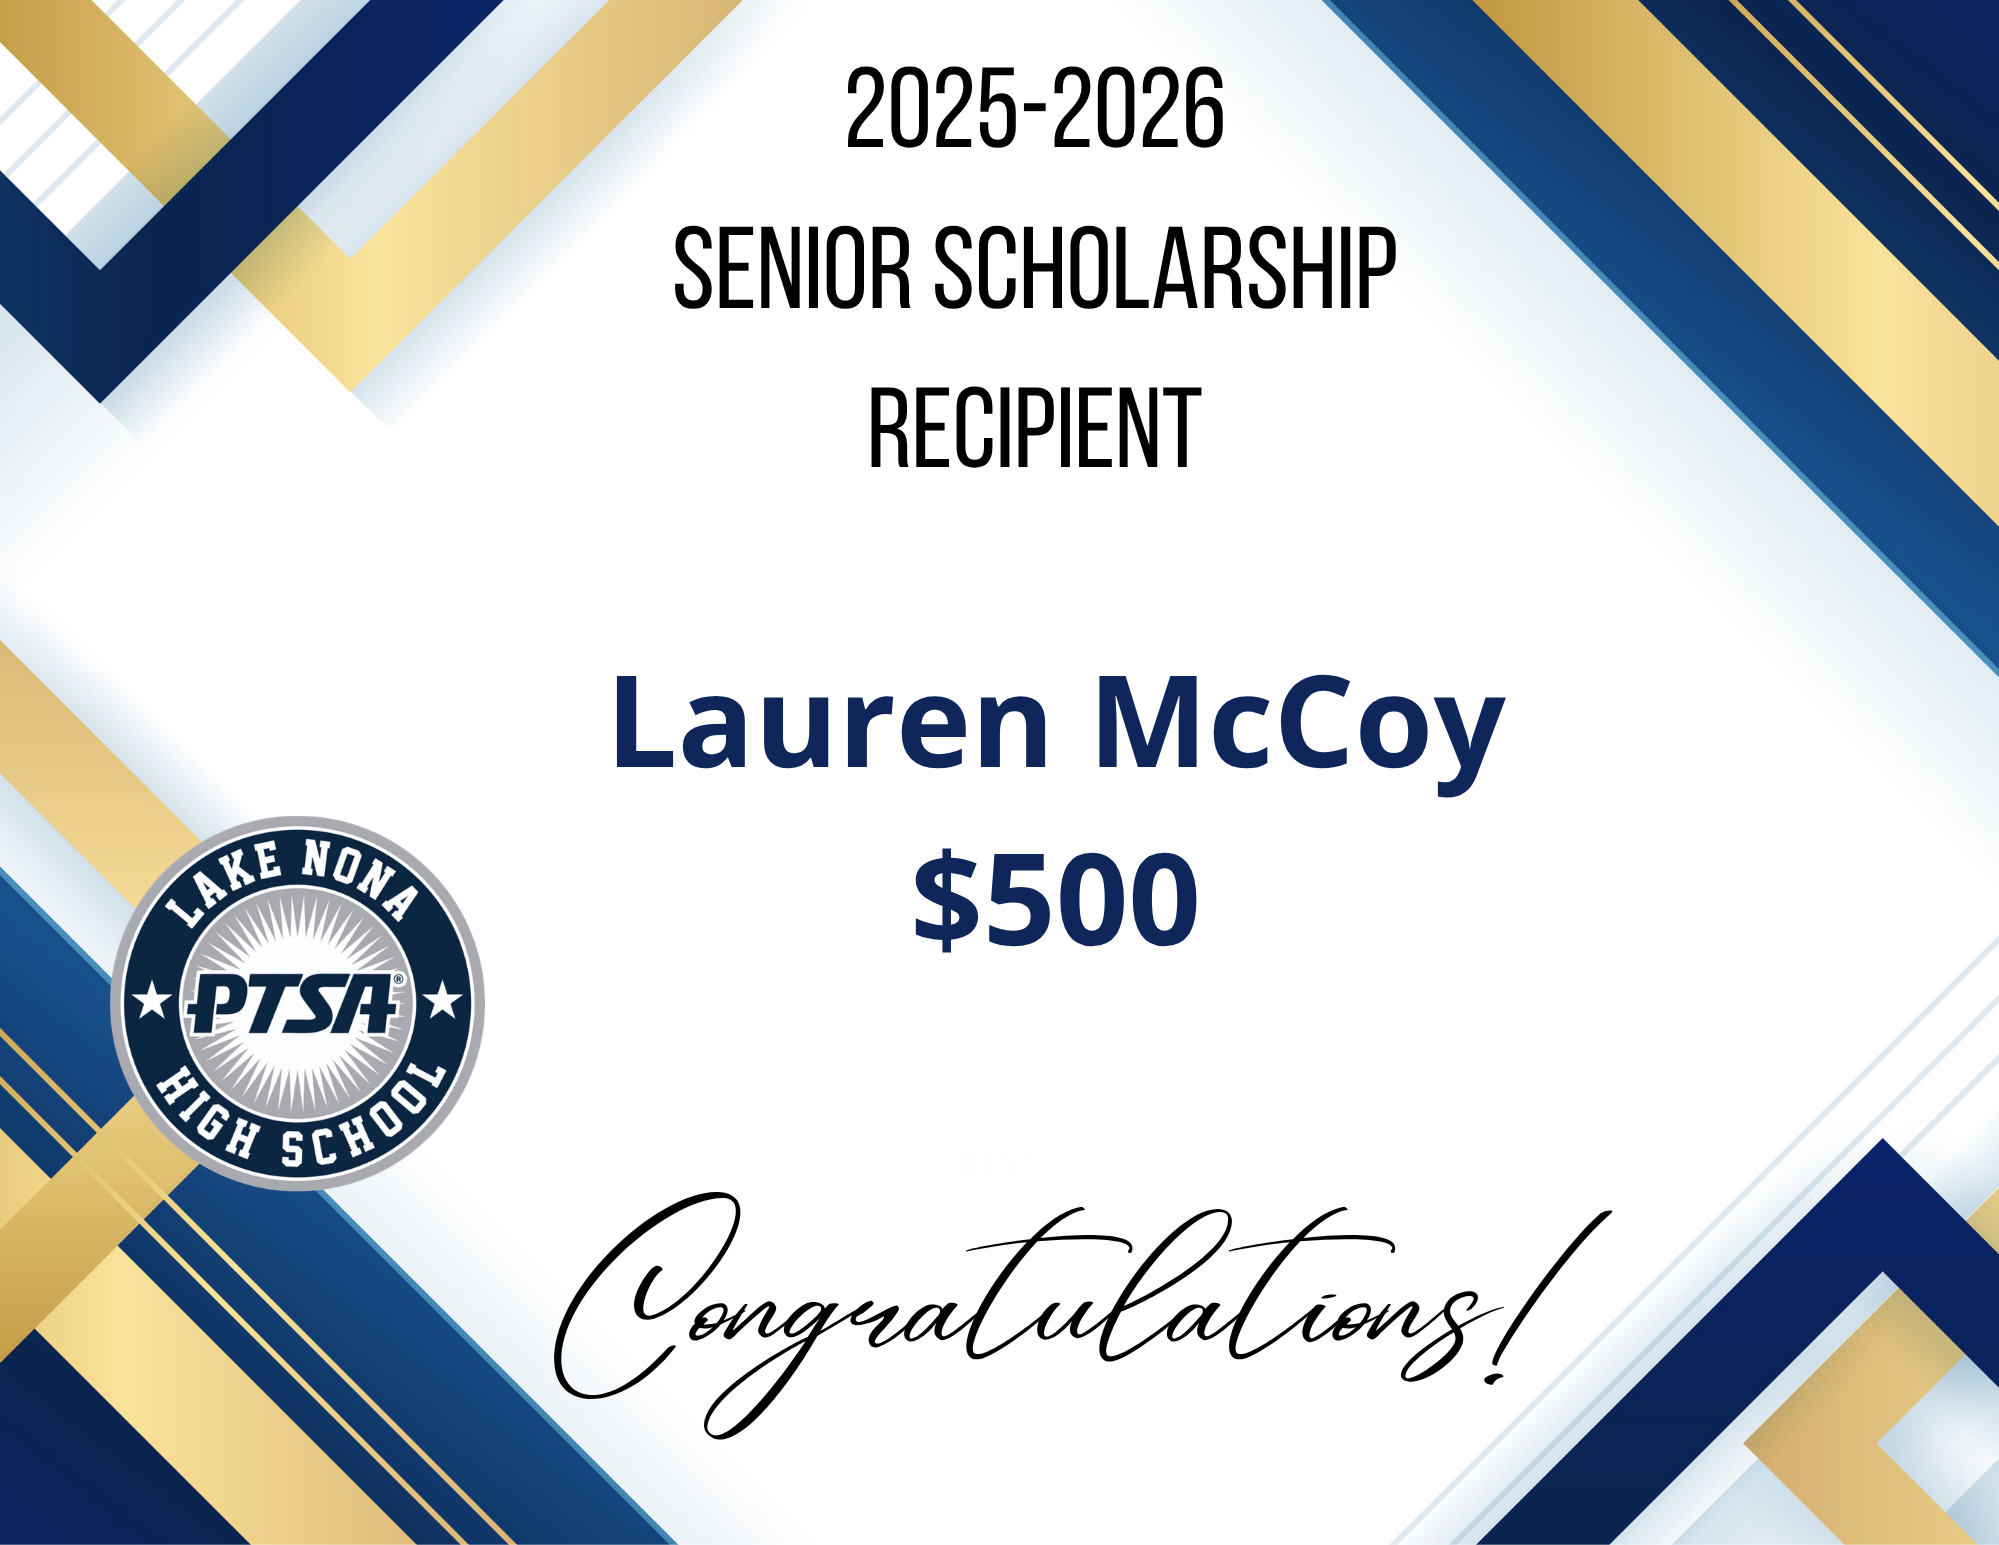 2025-2026
SENIOR SCHOLARSHIP
RECIPIENT
Lauren McCoy
$500
LAKE NONA
PTSA®
HIGH SCHOOL
Congratulations!